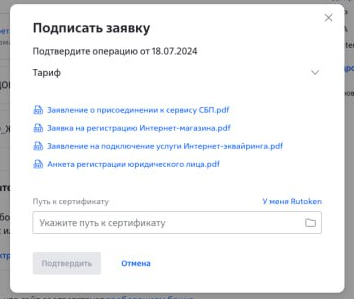 Подписать заявку
Подтвердите операцию от 18.07.2024
Тариф
Заявление о присоединении к сервису СБП.pdf
Заявка на регистрацию Интернет-магазина.pdf
Заявление на подключение услуги Интернет-эквайринга.pdf
Анкета регистрации юридического лица.pdf
Путь к сертификату
У меня Rutoken
Укажите путь к сертификату
Подтвердить
Отмена